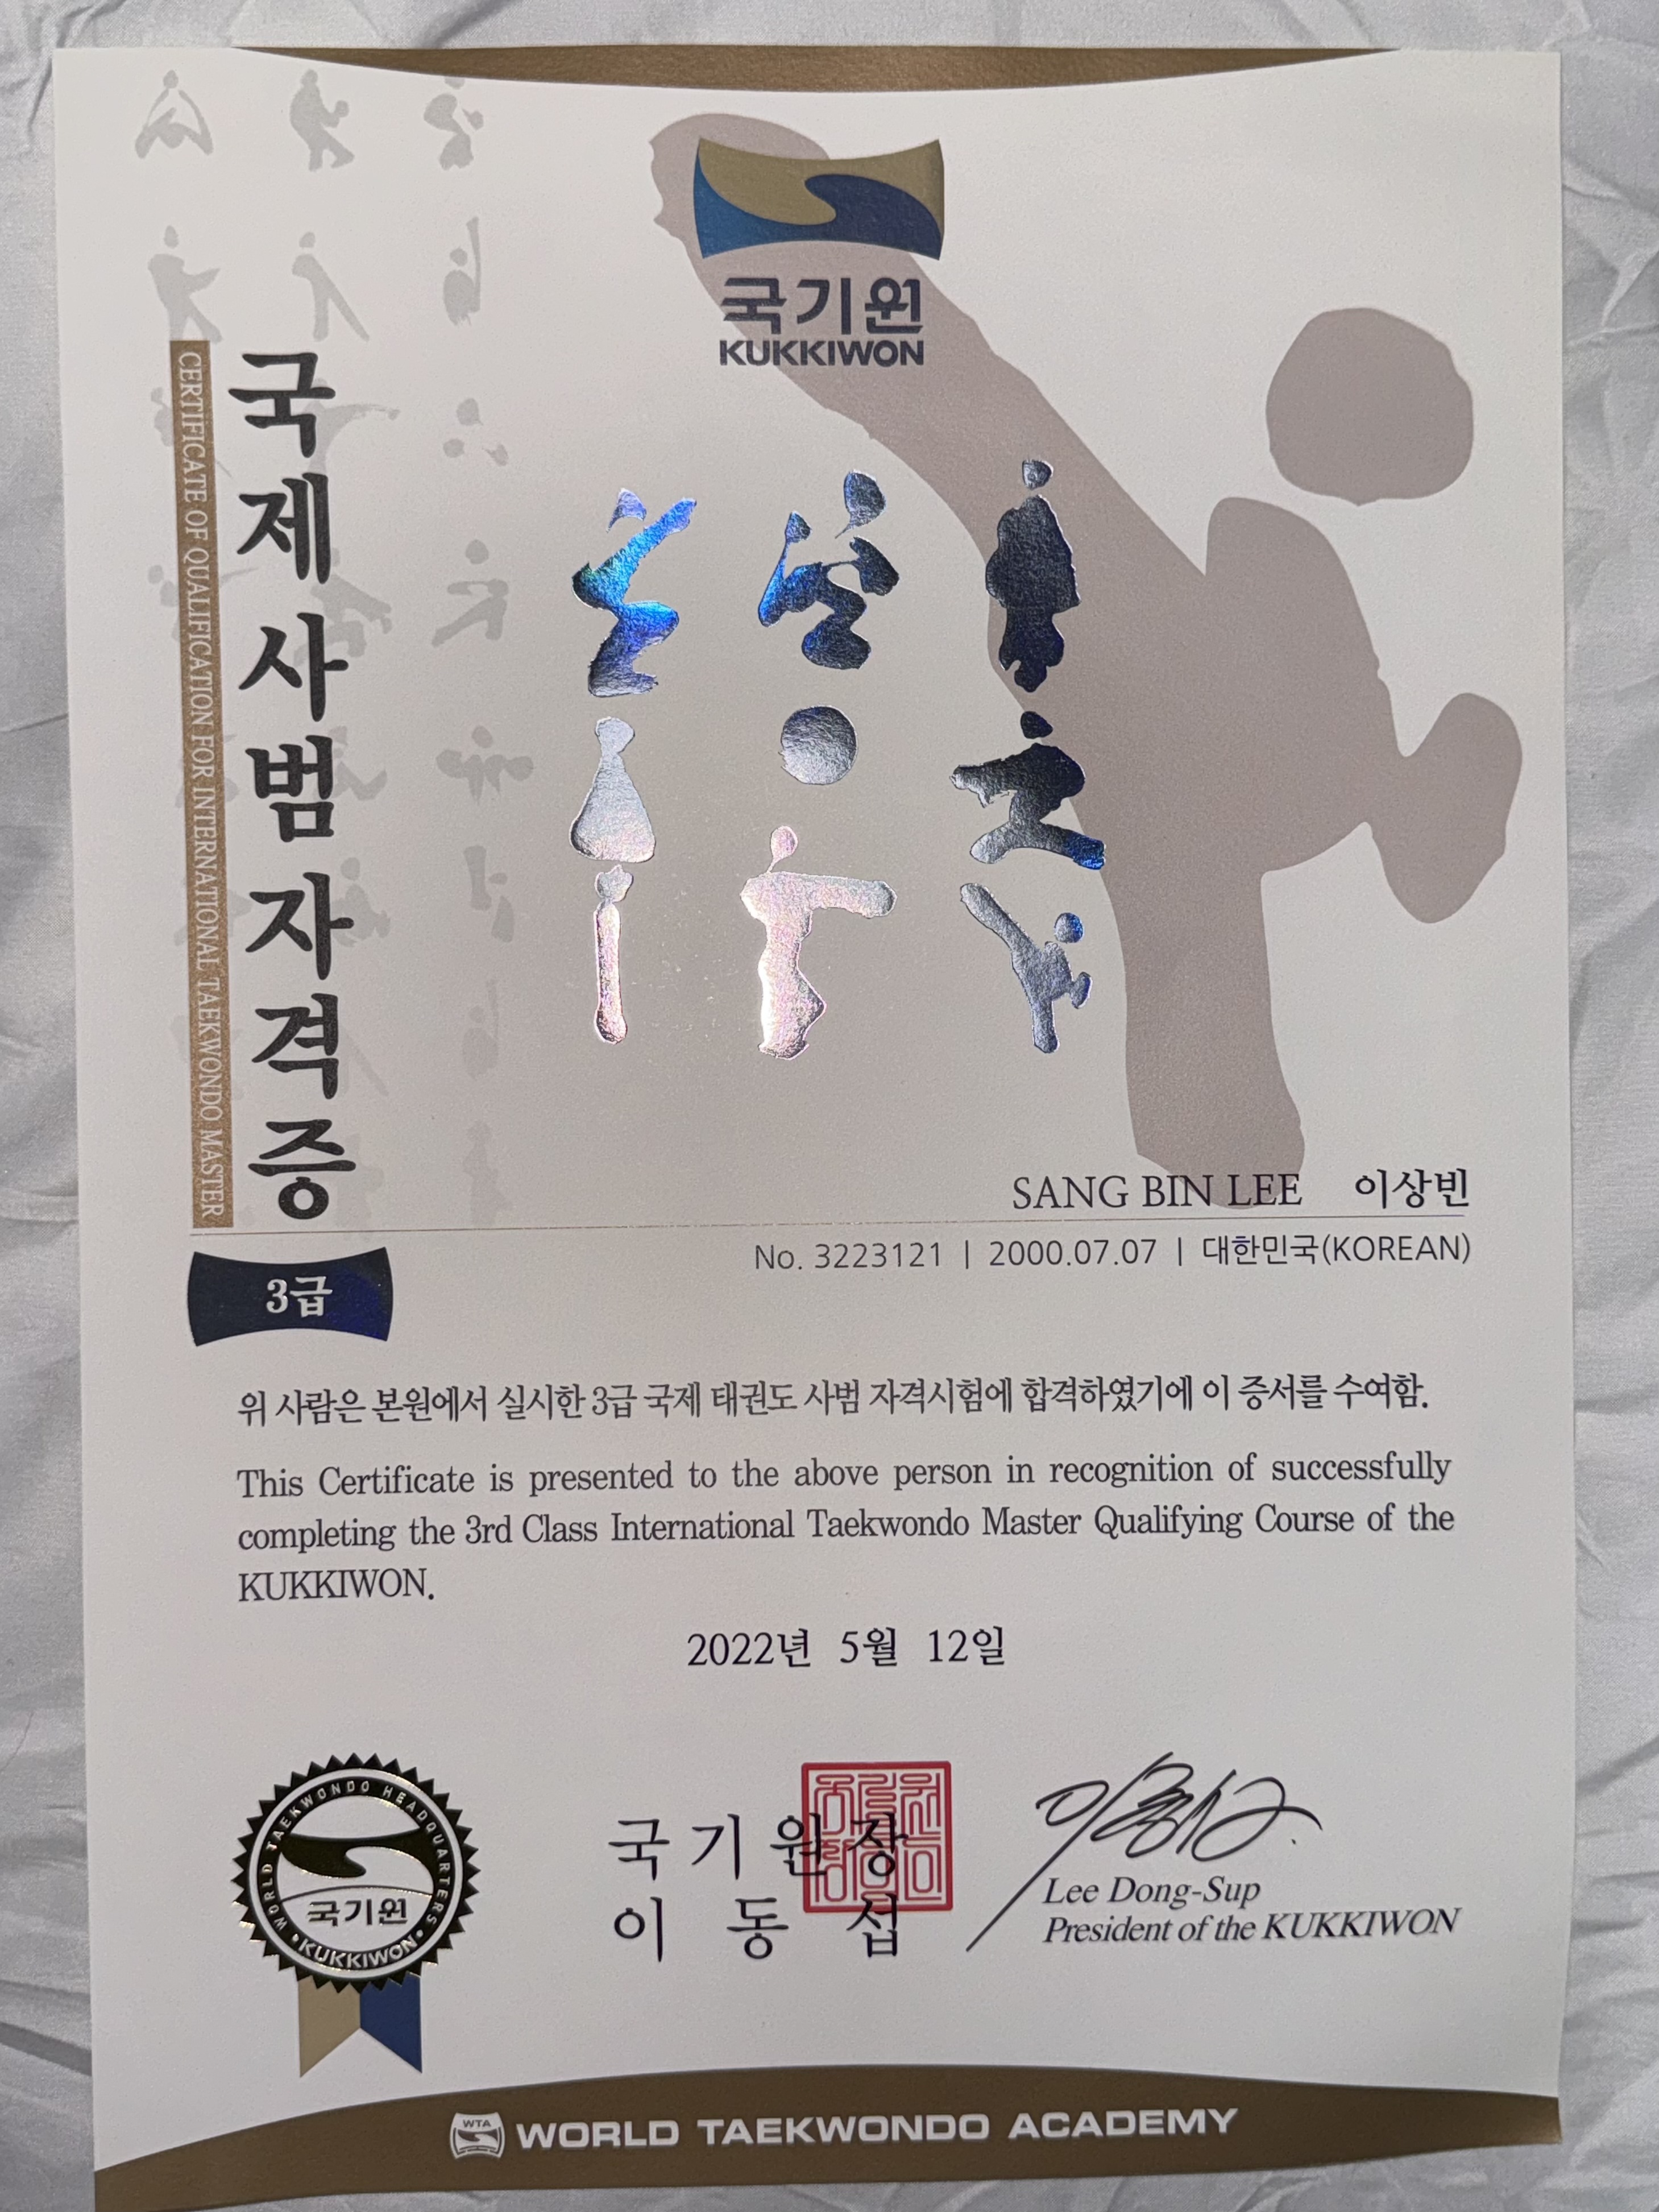 국기원
KUKKIWON
국제사범자격증
CERTIFICATE OF QUALIFICATION FOR INTERNATIONAL TAEKWONDO MASTER
SANG BIN LEE 이상빈
No. 3223121 | 2000.07.07 | 대한민국(KOREAN)
3급
위 사람은 본원에서 실시한 3급 국제 태권도 사범 자격시험에 합격하였기에 이 증서를 수여함.
This Certificate is presented to the above person in recognition of successfully
completing the 3rd Class International Taekwondo Master Qualifying Course of the
KUKKIWON.
2022년 5월 12일
WORLD TAEKWONDO HEADQUARTERS
국기원
KUKKIWON
국기원장
이동섭
Lee Dong-Sup
President of the KUKKIWON
WTA WORLD TAEKWONDO ACADEMY